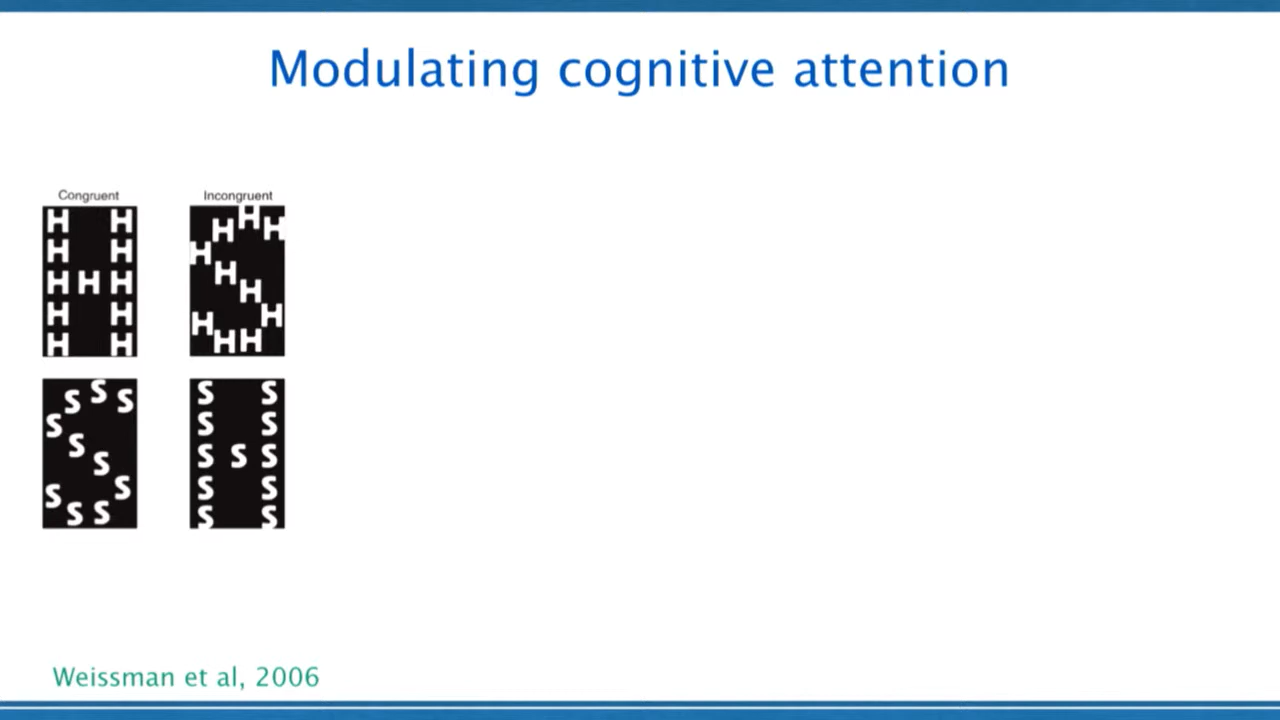 Modulating cognitive attention
Congruent
H H
H H
H H H
H H
H H
Incongruent
H
H H
H
H
H
H
H
H H
S
S S
S
S
S
S
S
S S
S S
S S
S S S
S S
S S
Weissman et al, 2006